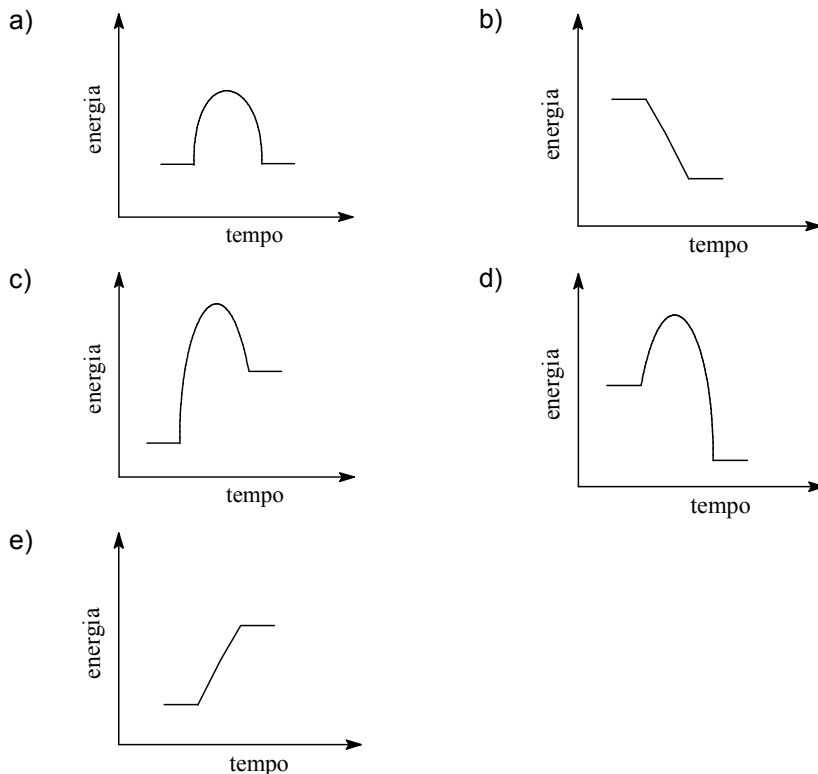 a)
energia
tempo
b)
energia
tempo
c)
energia
tempo
d)
energia
tempo
e)
energia
tempo